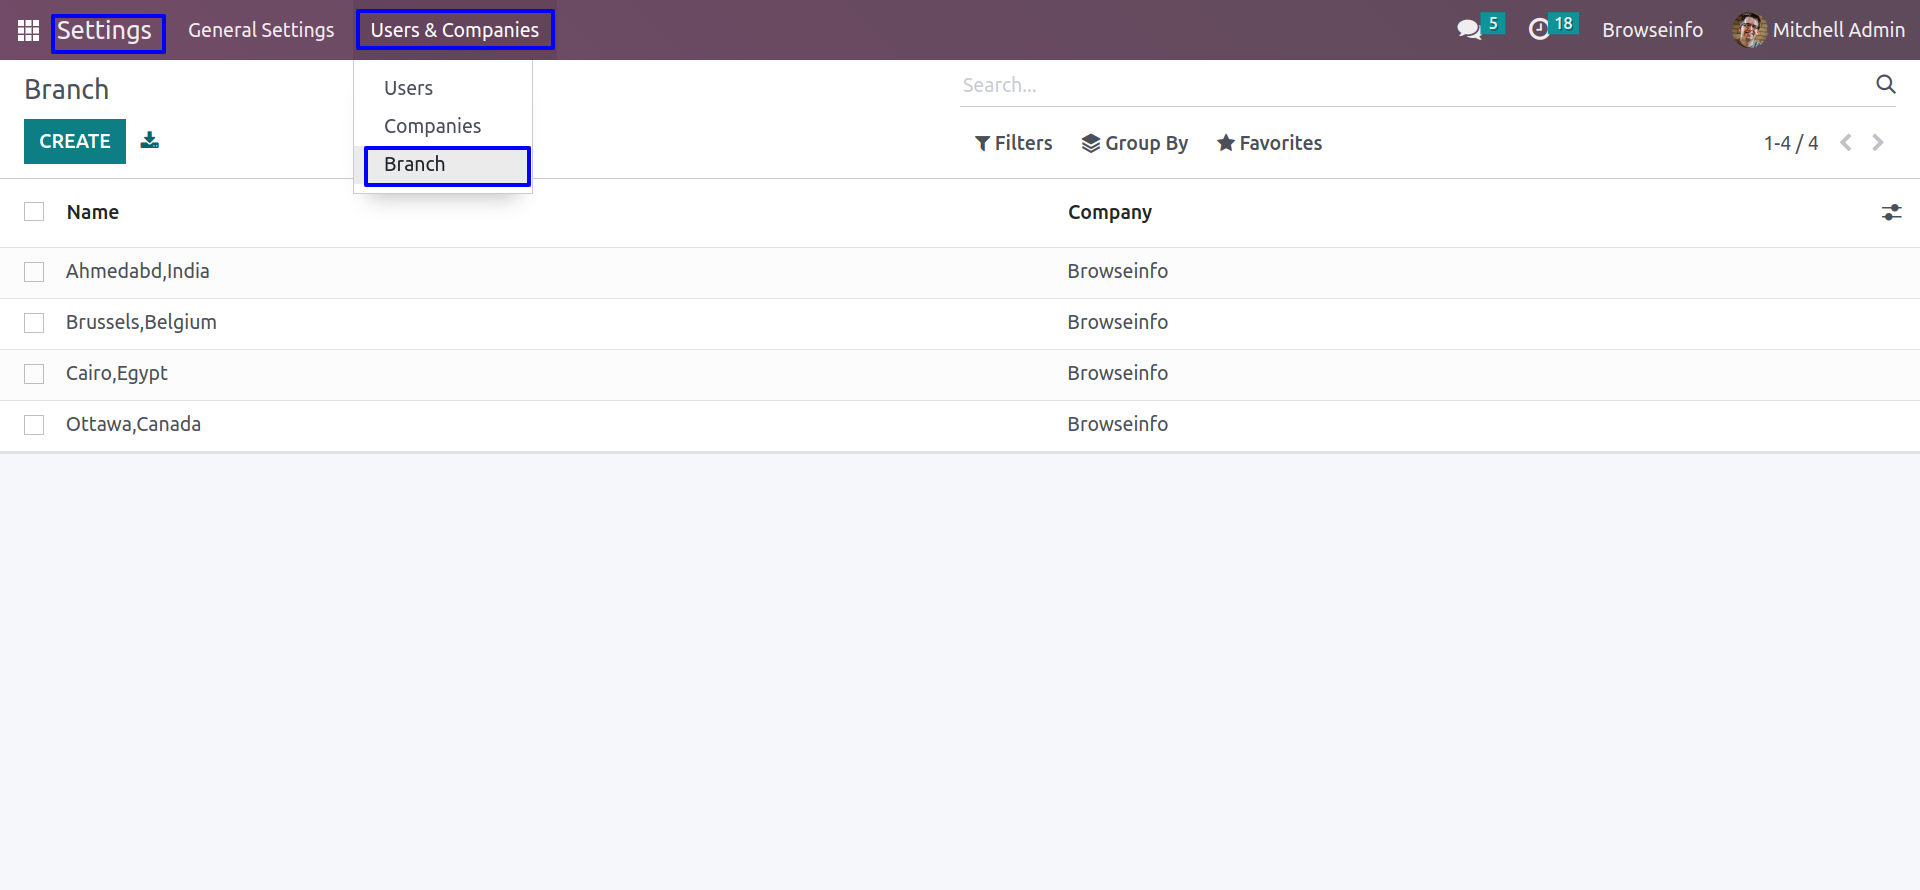 Settings General Settings Users & Companies 5 18 Browseinfo Mitchell Admin
Branch Users Search...
Companies
CREATE Branch Filters Group By Favorites 1-4 / 4
Name Company
Ahmedabd,India Browseinfo
Brussels,Belgium Browseinfo
Cairo,Egypt Browseinfo
Ottawa,Canada Browseinfo